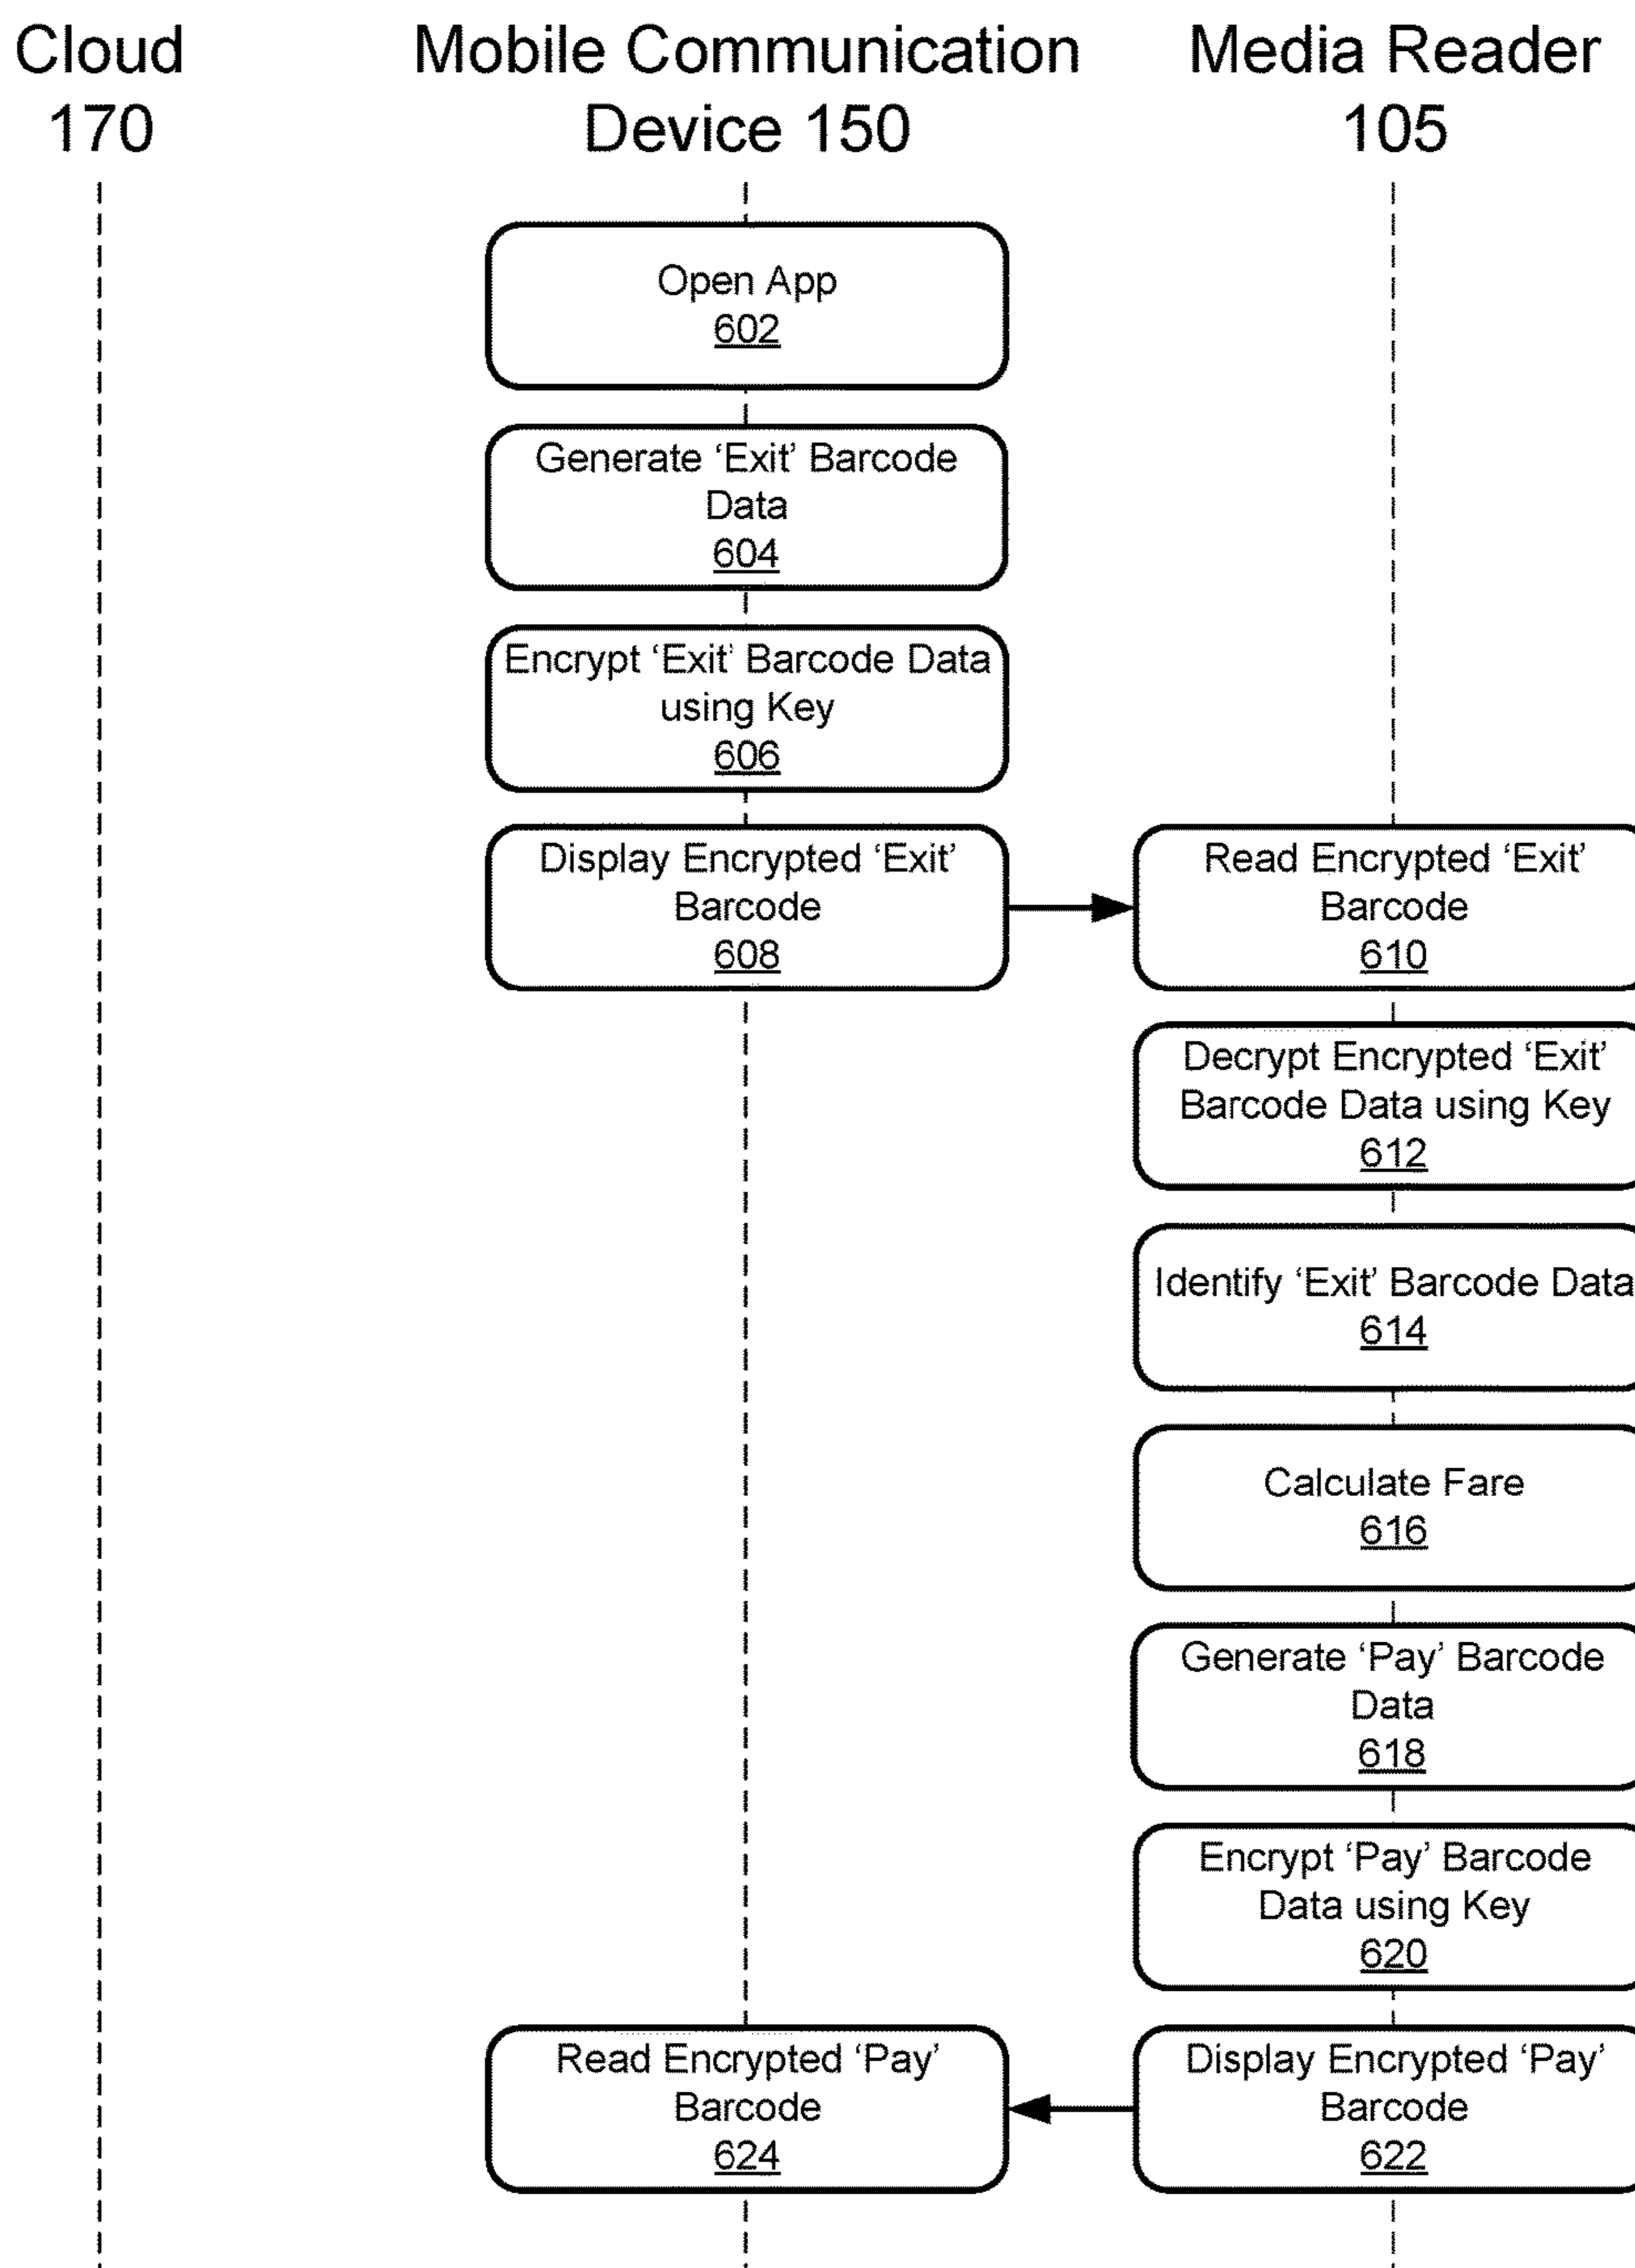 Cloud
170
Mobile Communication
Device 150
Media Reader
105
Open App
602
Generate ‘Exit’ Barcode
Data
604
Encrypt ‘Exit’ Barcode Data
using Key
606
Display Encrypted ‘Exit’
Barcode
608
Read Encrypted ‘Exit’
Barcode
610
Decrypt Encrypted ‘Exit’
Barcode Data using Key
612
Identify ‘Exit’ Barcode Data
614
Calculate Fare
616
Generate ‘Pay’ Barcode
Data
618
Encrypt ‘Pay’ Barcode
Data using Key
620
Read Encrypted ‘Pay’
Barcode
624
Display Encrypted ‘Pay’
Barcode
622